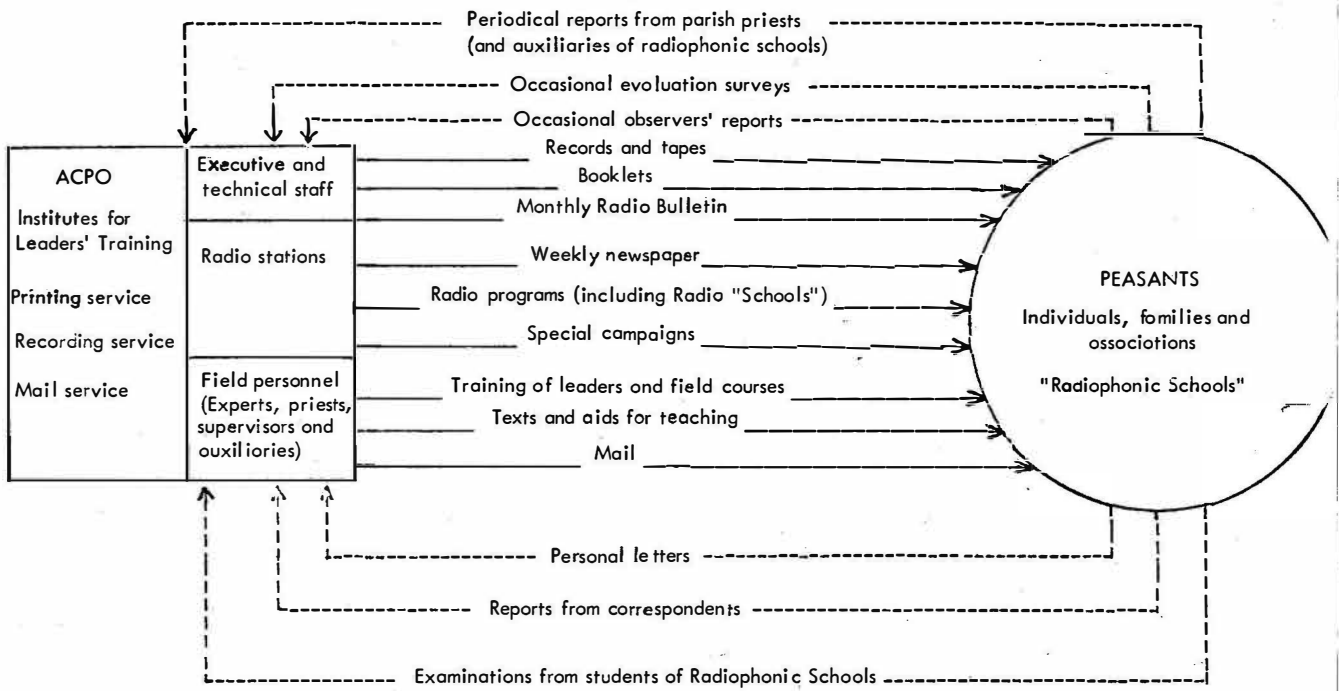 Periodical reports from parish priests
(and auxiliaries of radiophonic schools)
Occasional evoluation surveys
Occasional observers' reports
ACPO
Institutes for
Leaders' Training
Printing service
Recording service
Mail service
Executive and
technical staff
Radio stations
Field personnel
(Experts, priests,
supervisors ond
ouxiliories)
Records and tapes
Booklets
Monthly Radio Bulletin
Weekly newspaper
Radio programs (including Radio "Schools")
Special campaigns
Training of leaders ond field courses
Texts and aids for teaching
Mail
PEASANTS
Individuals, families and
ossociotions
"Radiophonic Schools"
Personal letters
Reports from correspondents
Examinations from students of Radiophonic Schools